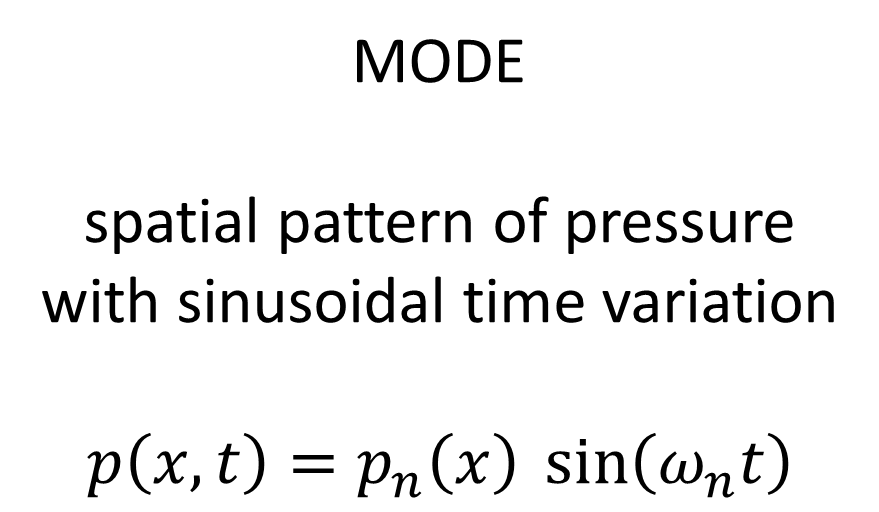 MODE
spatial pattern of pressure
with sinusoidal time variation
p(x, t) = pₙ(x) sin(ωₙt)